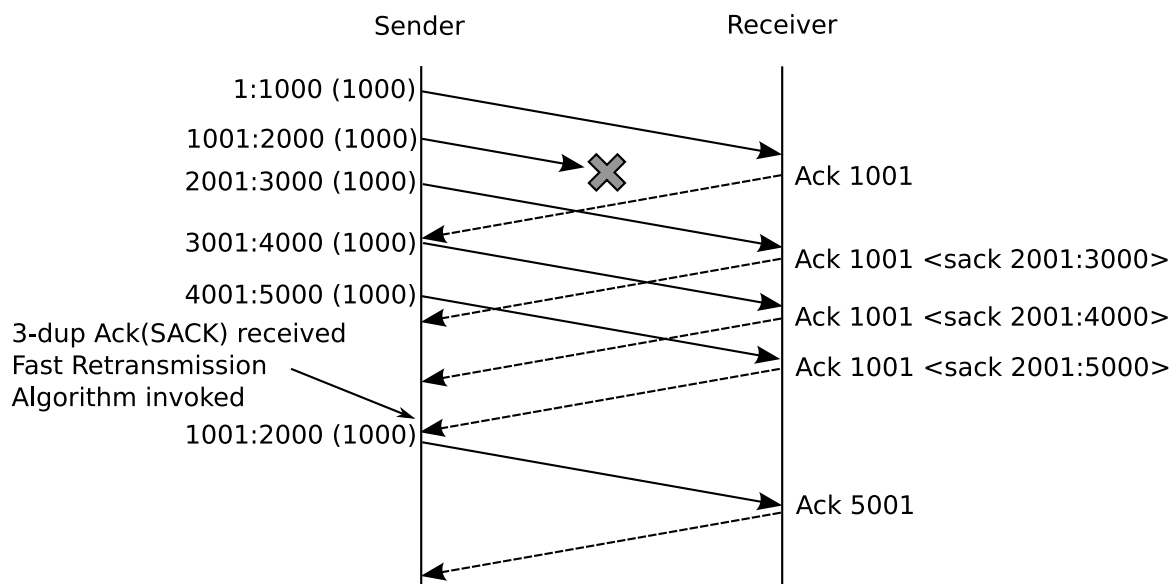 Sender
Receiver
1:1000 (1000)
1001:2000 (1000)
2001:3000 (1000)
Ack 1001
3001:4000 (1000)
Ack 1001 <sack 2001:3000>
4001:5000 (1000)
Ack 1001 <sack 2001:4000>
3-dup Ack(SACK) received
Fast Retransmission
Algorithm invoked
Ack 1001 <sack 2001:5000>
1001:2000 (1000)
Ack 5001